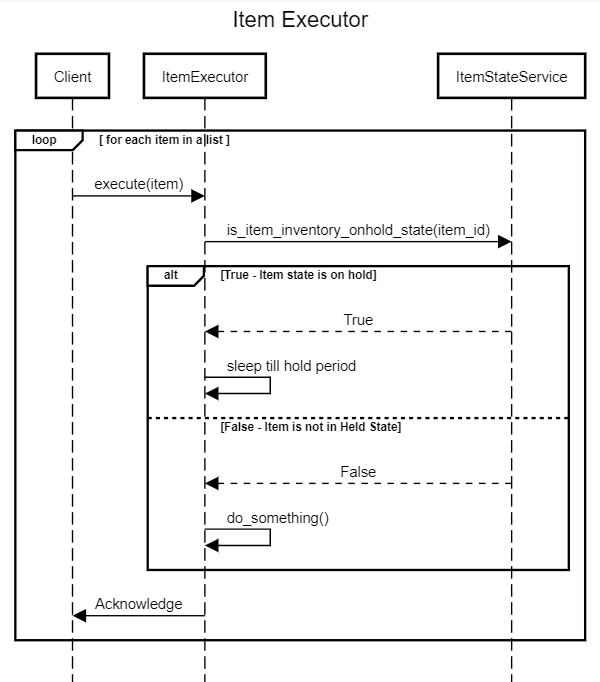 Item Executor
Client
ItemExecutor
ItemStateService
loop
[ for each item in a list ]
execute(item)
is_item_inventory_onhold_state(item_id)
alt
[True - Item state is on hold]
True
sleep till hold period
[False - Item is not in Held State]
False
do_something()
Acknowledge